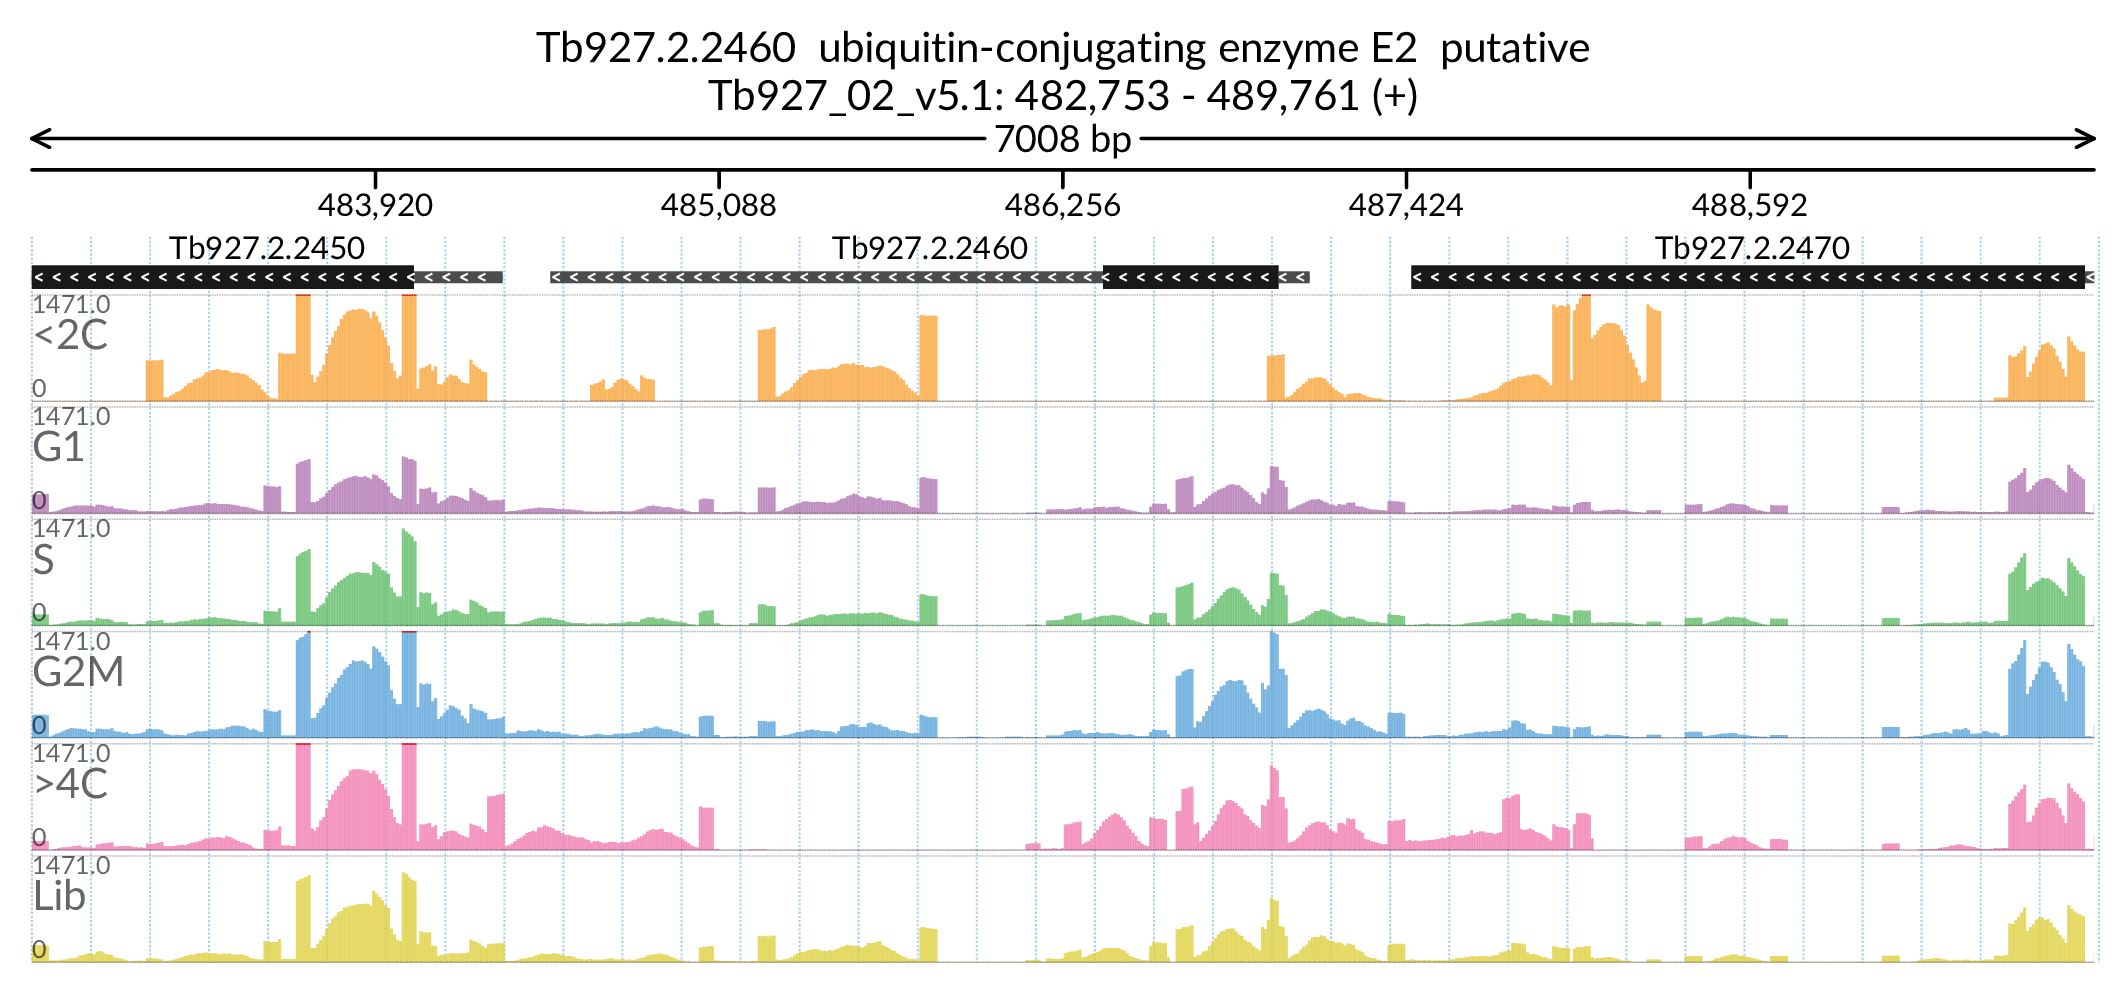 Tb927.2.2460 ubiquitin-conjugating enzyme E2 putative
Tb927_02_v5.1: 482,753 - 489,761 (+)
7008 bp
483,920 485,088 486,256 487,424 488,592
Tb927.2.2450 Tb927.2.2460 Tb927.2.2470
1471.0
<2C
0
1471.0
G1
0
1471.0
S
0
1471.0
G2M
0
1471.0
>4C
0
1471.0
Lib
0